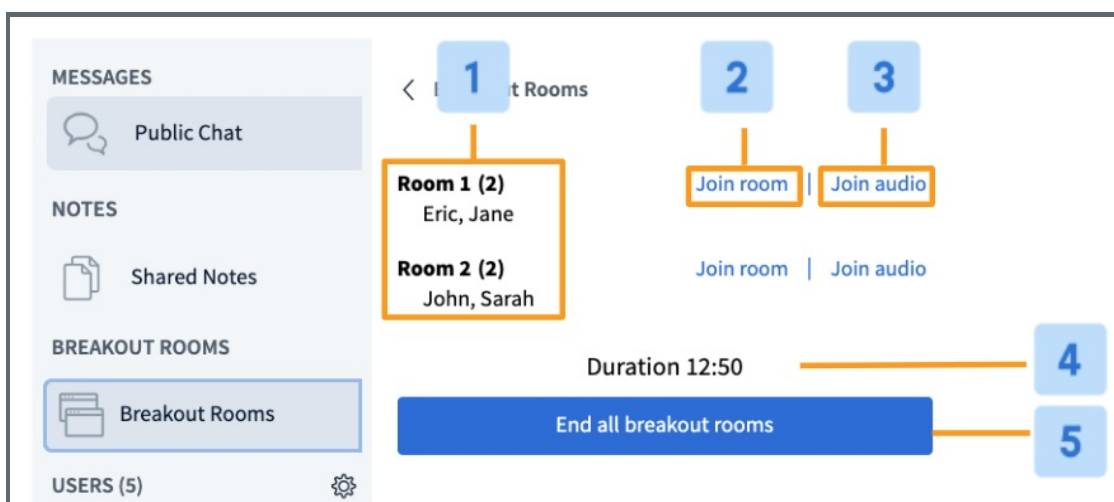 MESSAGES
Public Chat
NOTES
Shared Notes
BREAKOUT ROOMS
Breakout Rooms
USERS (5)
1
2
3
t Rooms
Room 1 (2)
Eric, Jane
Join room | Join audio
Room 2 (2)
John, Sarah
Join room | Join audio
Duration 12:50
4
End all breakout rooms
5